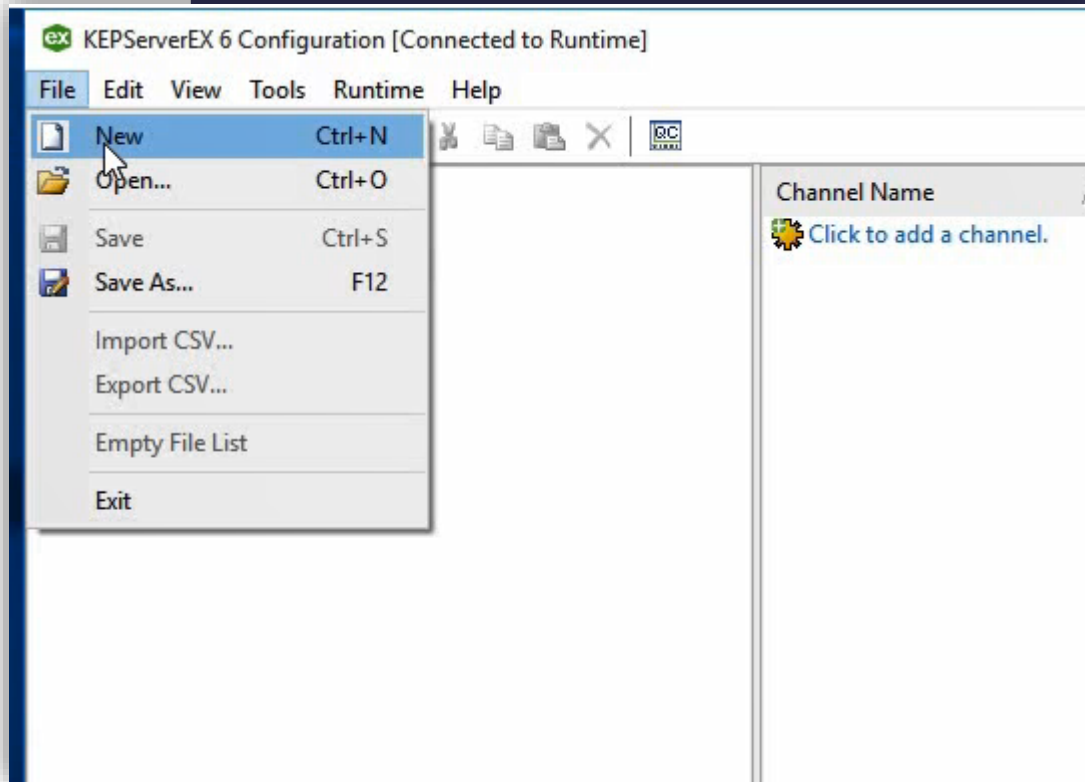 KEPServerEX 6 Configuration [Connected to Runtime]
File Edit View Tools Runtime Help
New Ctrl+N
Open... Ctrl+O
Save Ctrl+S
Save As... F12
Import CSV...
Export CSV...
Empty File List
Exit
QC
Channel Name
Click to add a channel.